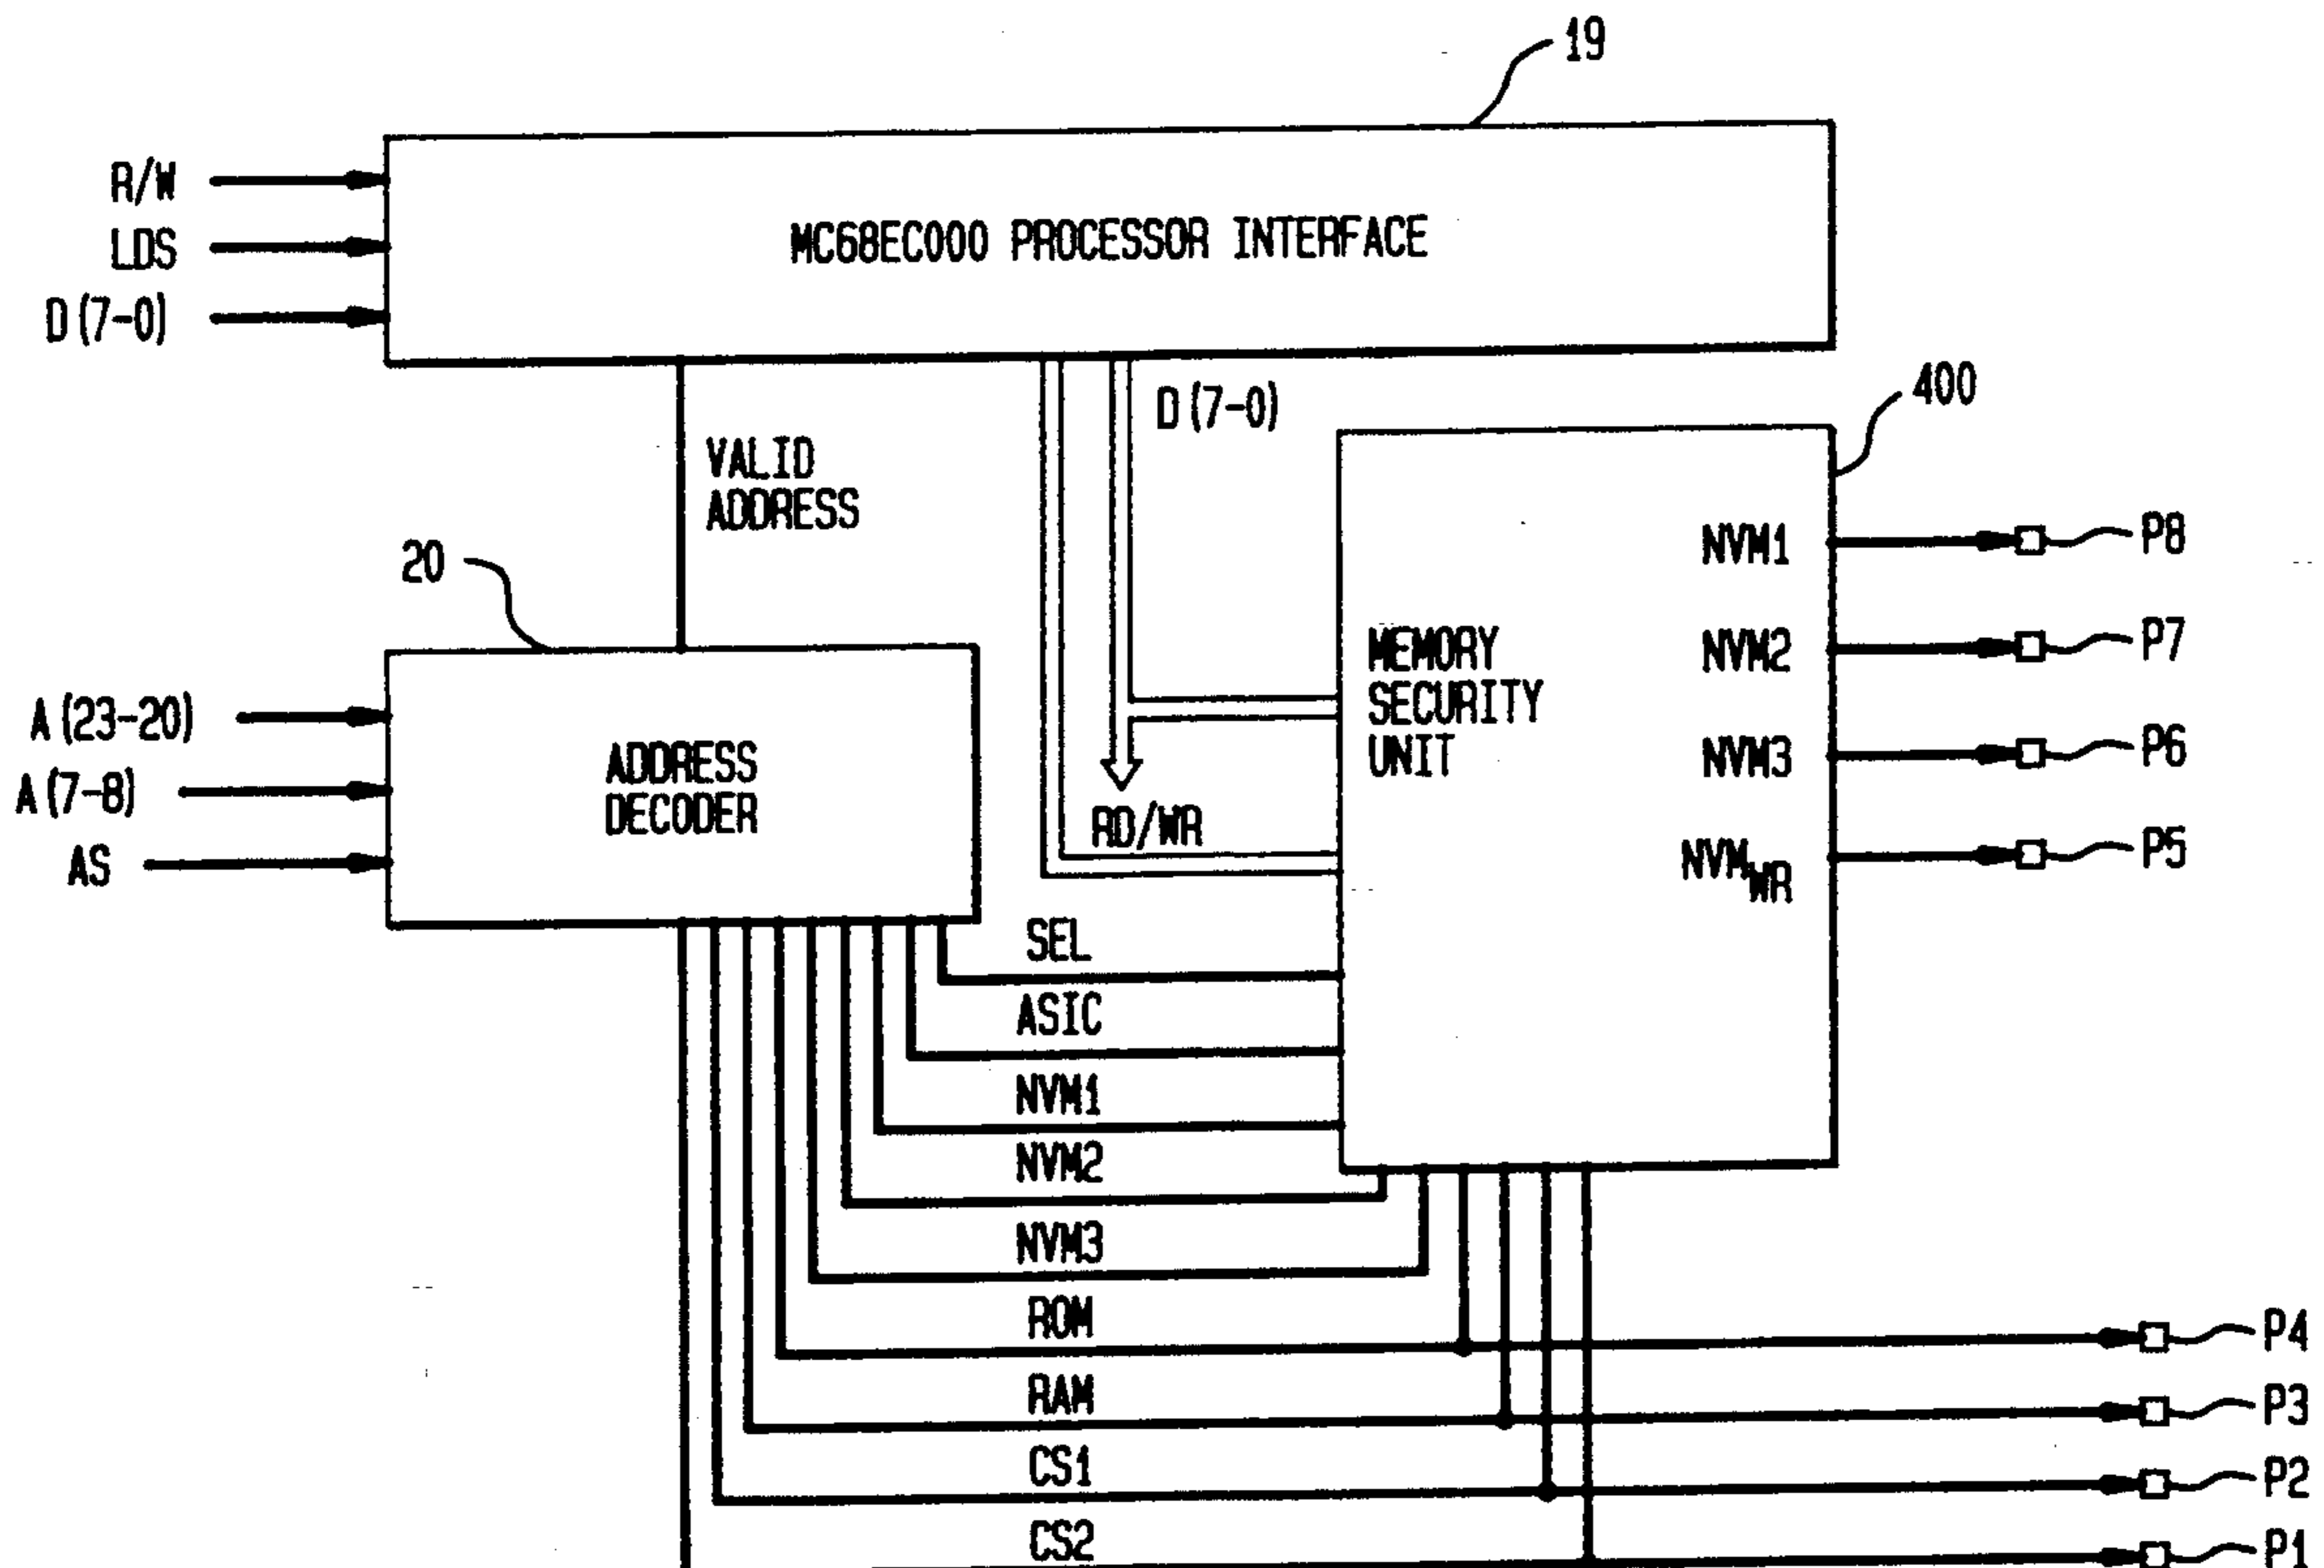 19
R/W
LDS
D(7-0)
MC68EC000 PROCESSOR INTERFACE
D(7-0)
400
VALID
ADDRESS
20
NVM1
P8
NVM2
P7
NVM3
P6
NVMWR
P5
MEMORY
SECURITY
UNIT
A(23-20)
A(7-8)
AS
ADDRESS
DECODER
RD/WR
SEL
ASIC
NVM1
NVM2
NVM3
ROM
P4
RAM
P3
CS1
P2
CS2
P1